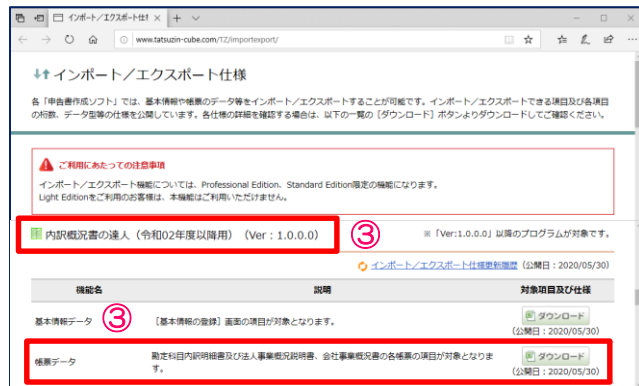 インポート／エクスポート仕様
www.tatsuzin-cube.com/TZ/importexport/
インポート／エクスポート仕様
各「申告書作成ソフト」では、基本情報や帳票のデータ等をインポート／エクスポートすることが可能です。インポート／エクスポートできる項目及び各項目
の桁数、データ型等の仕様を公開しています。各仕様の詳細を確認する場合は、以下の一覧の［ダウンロード］ボタンよりダウンロードしてご確認ください。
ご利用にあたっての注意事項
インポート／エクスポート機能については、Professional Edition、Standard Edition限定の機能になります。
Light Editionをご利用のお客様は、本機能はご利用いただけません。
内訳概況書の達人（令和02年度以降用）（Ver：1.0.0.0） ③ ※「Ver:1.0.0.0」以降のプログラムが対象です。
インポート／エクスポート仕様更新履歴（公開日：2020/05/30）
機能名 説明 対象項目及び仕様
基本情報データ ③ ［基本情報の登録］画面の項目が対象となります。 ダウンロード
（公開日：2020/05/30）
帳票データ 勘定科目内訳明細書及び法人事業概況説明書、会社事業概況書の各帳票の項目が対象となりま
す。 ダウンロード
（公開日：2020/05/30）